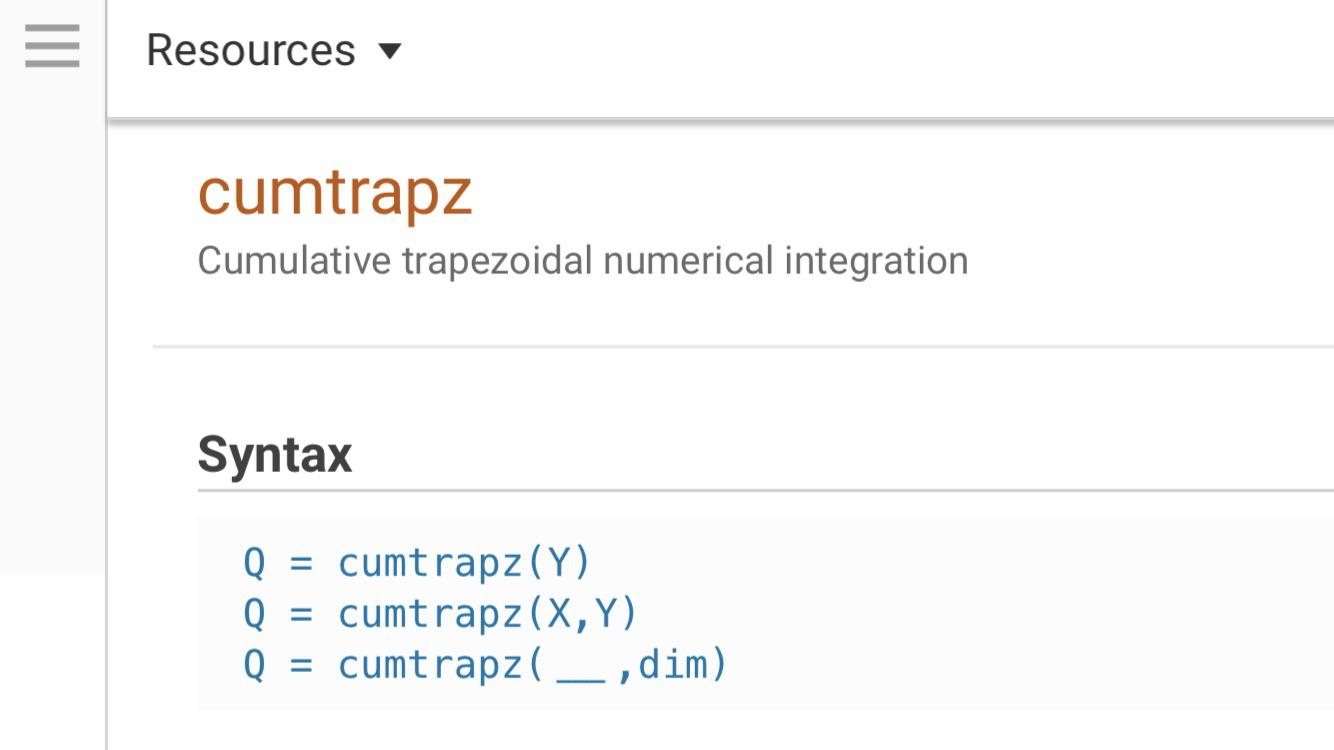 Resources
cumtrapz
Cumulative trapezoidal numerical integration
Syntax
Q = cumtrapz(Y)
Q = cumtrapz(X,Y)
Q = cumtrapz(__,dim)